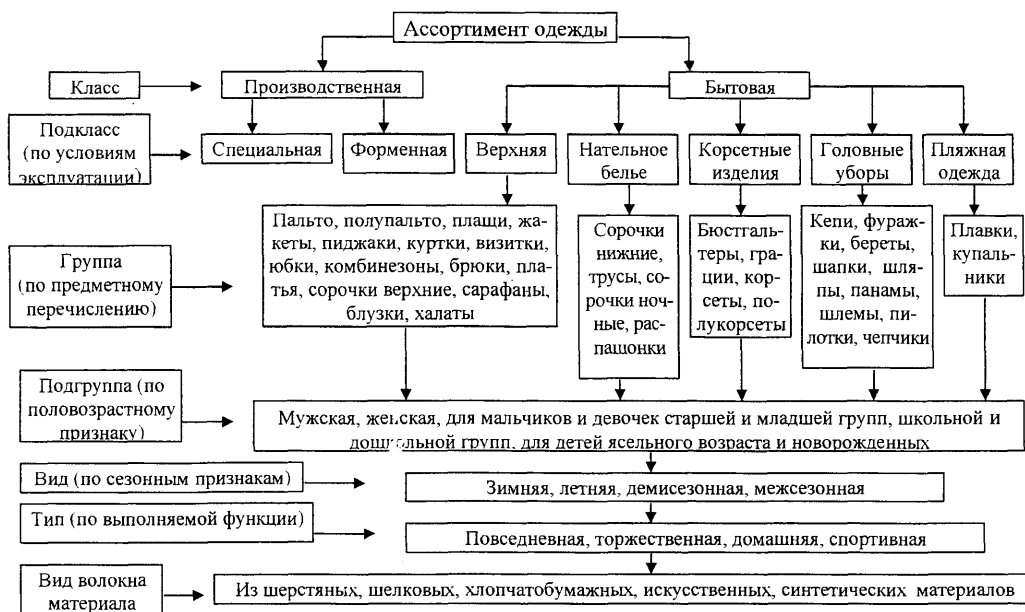 Ассортимент одежды
Класс
Производственная
Бытовая
Подкласс
(по условиям
эксплуатации)
Специальная
Форменная
Верхняя
Нательное
белье
Корсетные
изделия
Головные
уборы
Пляжная
одежда
Группа
(по предметному
перечислению)
Пальто, полупальто, плащи, жа-
кеты, пиджаки, куртки, визитки,
юбки, комбинезоны, брюки, пла-
тья, сорочки верхние, сарафаны,
блузки, халаты
Сорочки
нижние,
трусы, со-
рочки ноч-
ные, рас-
пашонки
Бюстгаль-
теры, гра-
ции, кор-
сеты, по-
лукорсеты
Кепи, фураж-
ки, береты,
шапки, шля-
пы, панамы,
шлемы, пи-
лотки, чепчики
Плавки,
купаль-
ники
Подгруппа (по
половозрастному
признаку)
Мужская, женская, для мальчиков и девочек старшей и младшей групп, школьной и
дошкольной групп, для детей ясельного возраста и новорожденных
Вид (по сезонным признакам)
Зимняя, летняя, демисезонная, межсезонная
Тип (по выполняемой функции)
Повседневная, торжественная, домашняя, спортивная
Вид волокна
материала
Из шерстяных, шелковых, хлопчатобумажных, искусственных, синтетических материалов